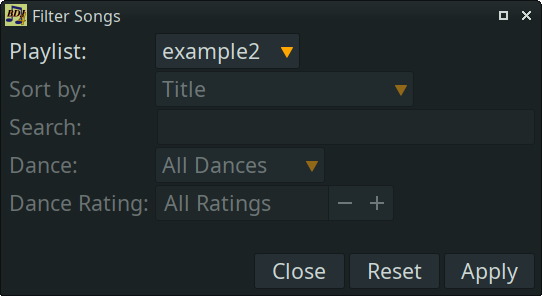 Filter Songs
Playlist: example2
Sort by: Title
Search:
Dance: All Dances
Dance Rating: All Ratings − +
Close Reset Apply